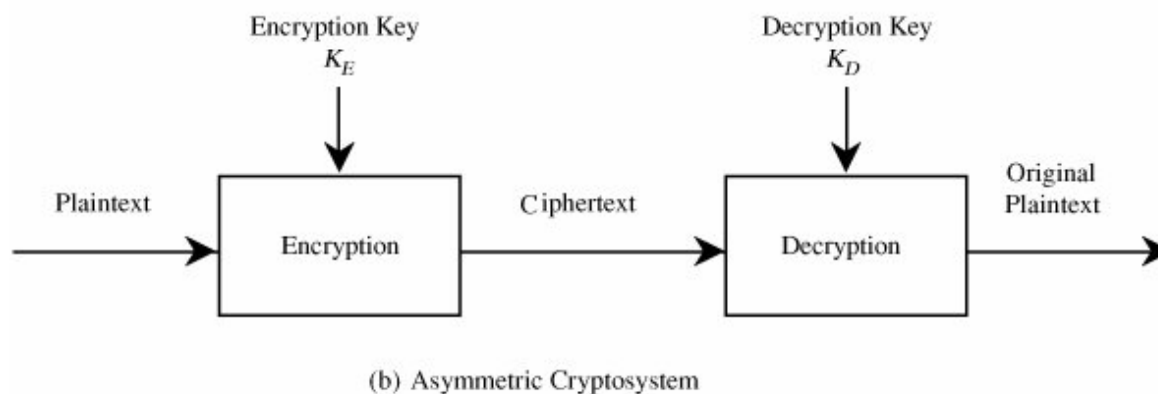 Encryption Key
K_E
Decryption Key
K_D
Plaintext
Encryption
Ciphertext
Decryption
Original
Plaintext
(b) Asymmetric Cryptosystem